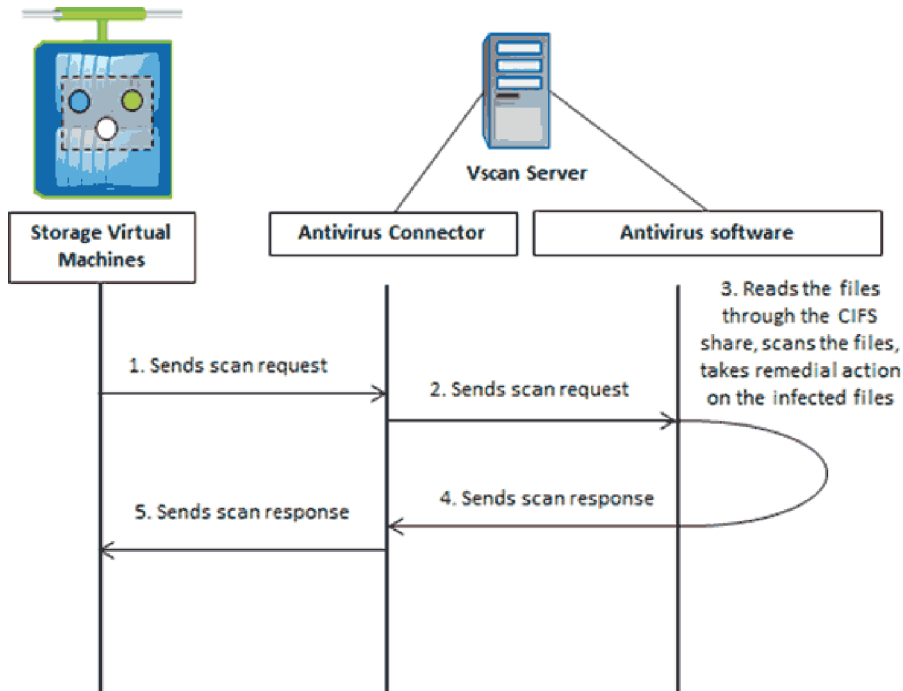 Vscan Server
Storage Virtual
Machines
Antivirus Connector
Antivirus software
3. Reads the files
through the CIFS
share, scans the files,
takes remedial action
on the infected files
1. Sends scan request
2. Sends scan request
4. Sends scan response
5. Sends scan response